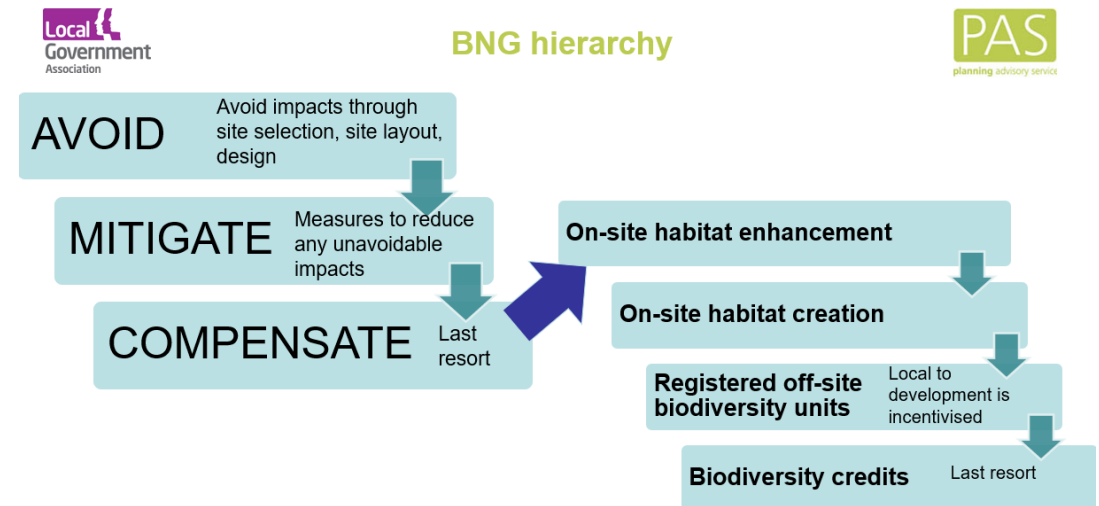 Local
Government
Association
BNG hierarchy
PAS
planning advisory service
AVOID
Avoid impacts through
site selection, site layout,
design
MITIGATE
Measures to reduce
any unavoidable
impacts
COMPENSATE
Last
resort
On-site habitat enhancement
On-site habitat creation
Registered off-site
biodiversity units
Local to
development is
incentivised
Biodiversity credits
Last resort